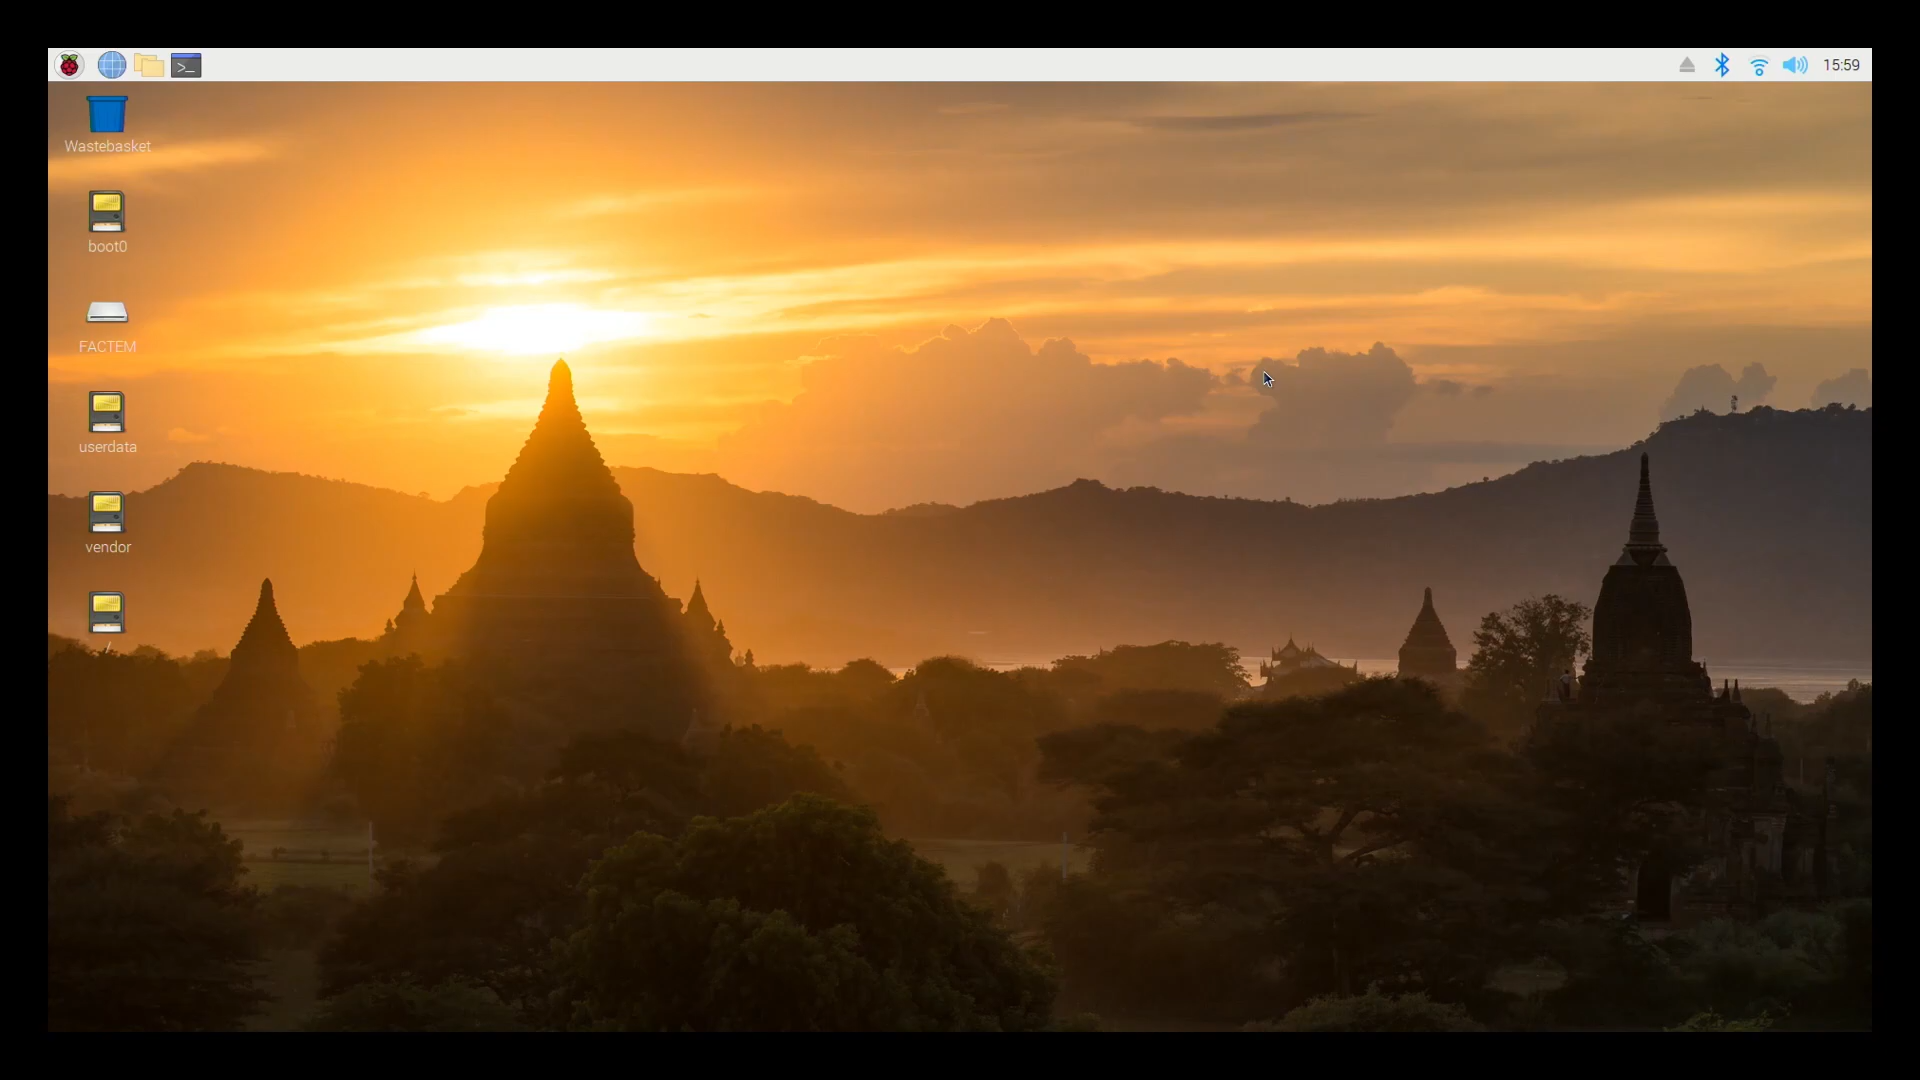 >_
15:59
Wastebasket
boot0
FACTEM
userdata
vendor
/